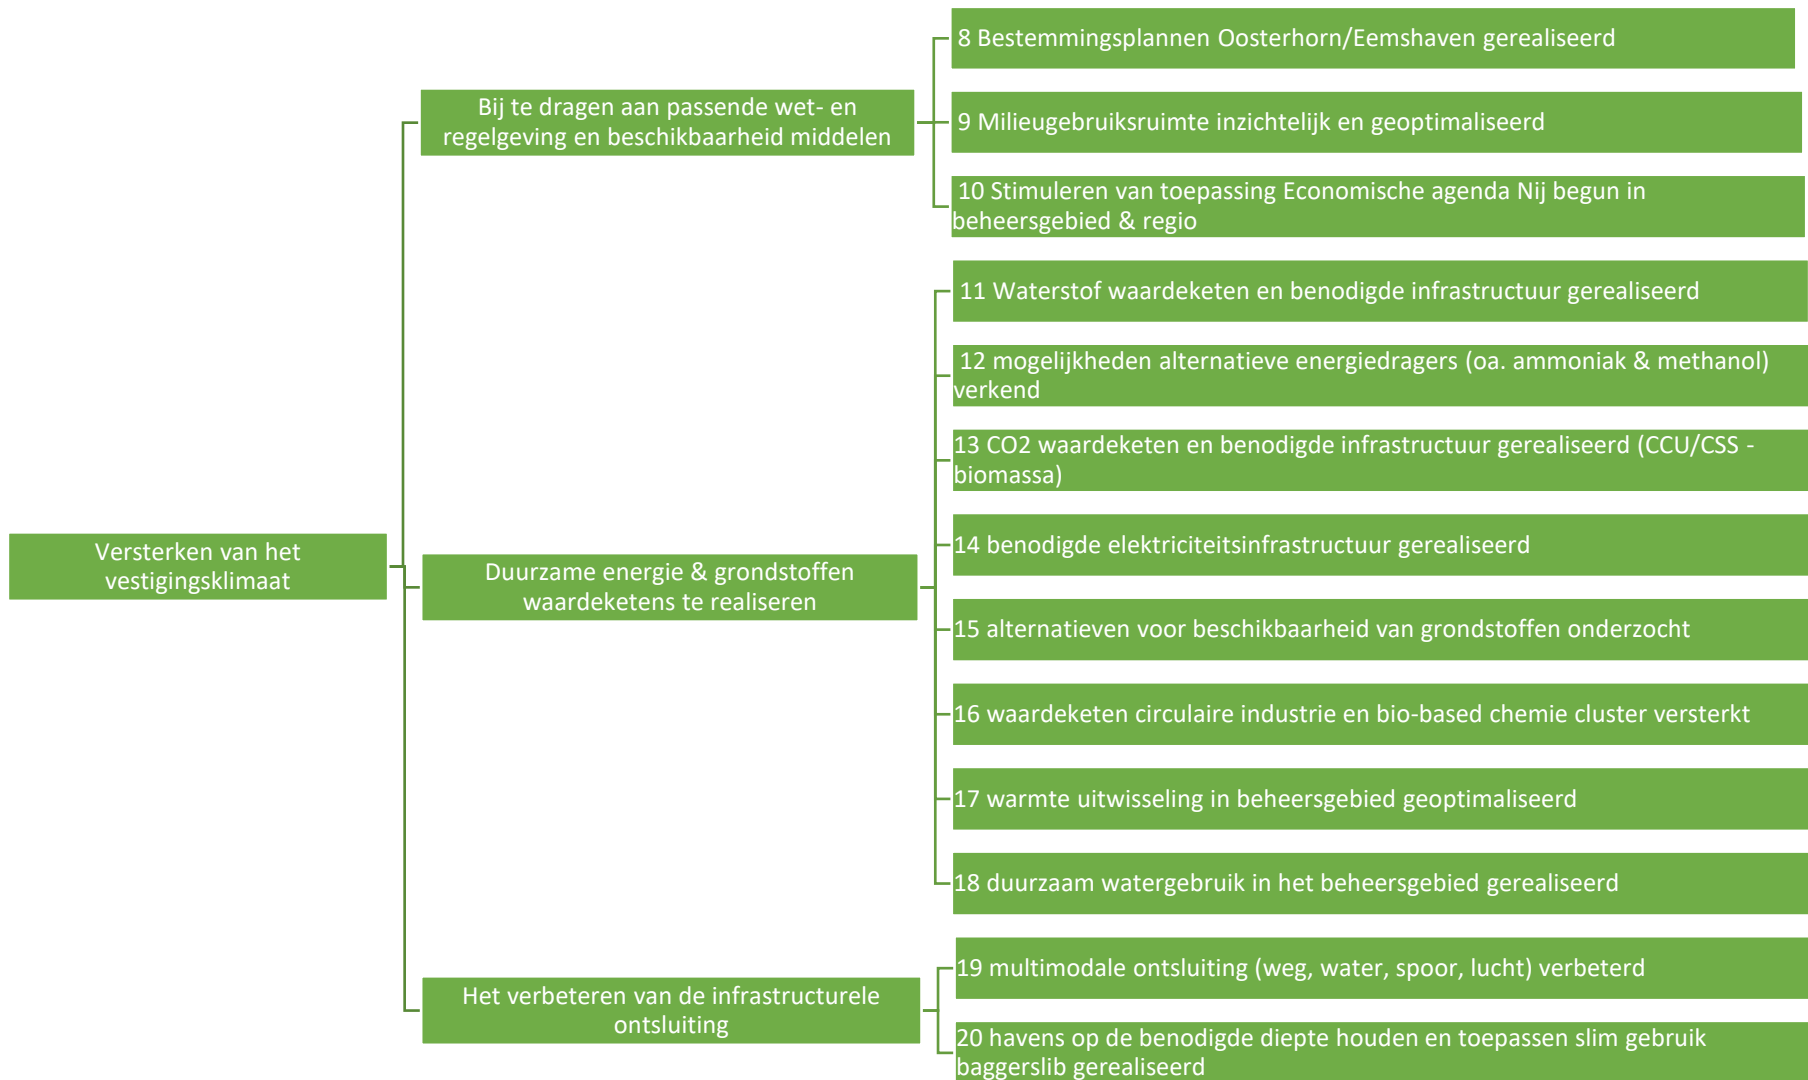 Versterken van het
vestigingsklimaat
Bij te dragen aan passende wet- en
regelgeving en beschikbaarheid middelen
8 Bestemmingsplannen Oosterhorn/Eemshaven gerealiseerd
9 Milieugebruiksruimte inzichtelijk en geoptimaliseerd
10 Stimuleren van toepassing Economische agenda Nij begun in
beheersgebied & regio
Duurzame energie & grondstoffen
waardeketens te realiseren
11 Waterstof waardeketen en benodigde infrastructuur gerealiseerd
12 mogelijkheden alternatieve energiedragers (oa. ammoniak & methanol)
verkend
13 CO2 waardeketen en benodigde infrastructuur gerealiseerd (CCU/CSS -
biomassa)
14 benodigde elektriciteitsinfrastructuur gerealiseerd
15 alternatieven voor beschikbaarheid van grondstoffen onderzocht
16 waardeketen circulaire industrie en bio-based chemie cluster versterkt
17 warmte uitwisseling in beheersgebied geoptimaliseerd
18 duurzaam watergebruik in het beheersgebied gerealiseerd
Het verbeteren van de infrastructurele
ontsluiting
19 multimodale ontsluiting (weg, water, spoor, lucht) verbeterd
20 havens op de benodigde diepte houden en toepassen slim gebruik
baggerslib gerealiseerd